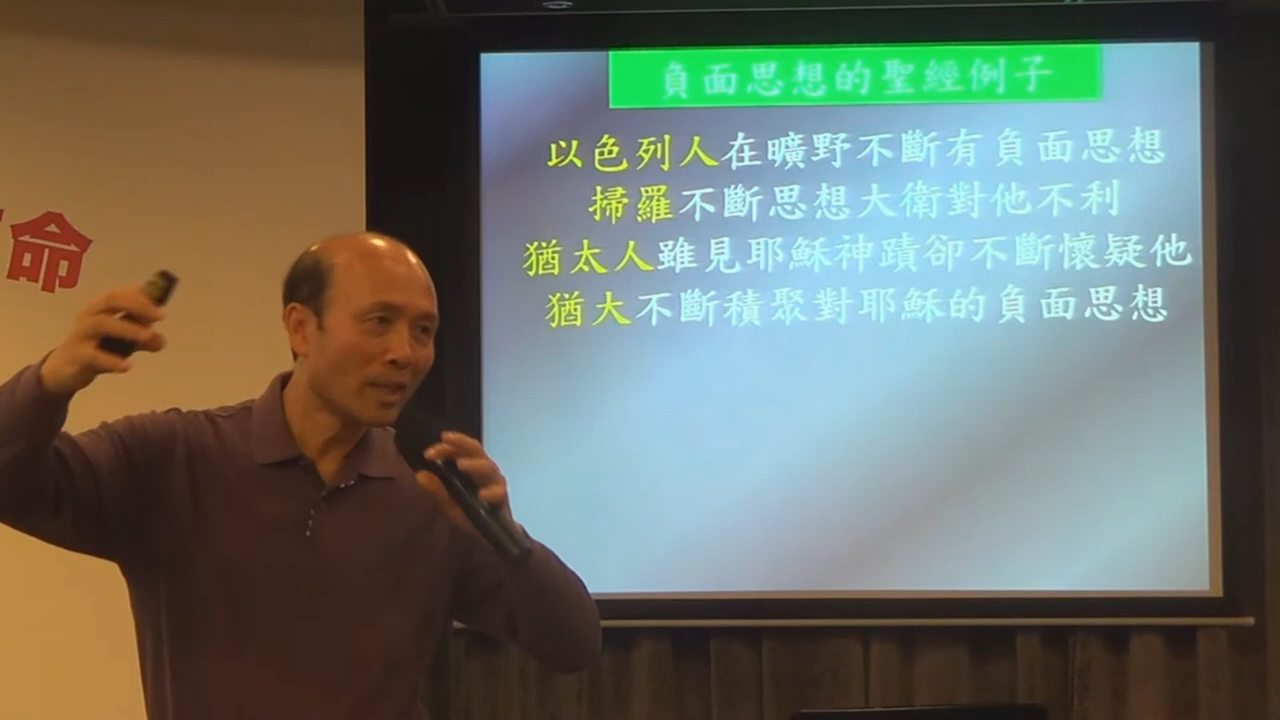 負面思想的聖經例子
以色列人在曠野不斷有負面思想
掃羅不斷思想大衛對他不利
猶太人雖見耶穌神蹟卻不斷懷疑他
猶大不斷積聚對耶穌的負面思想
命